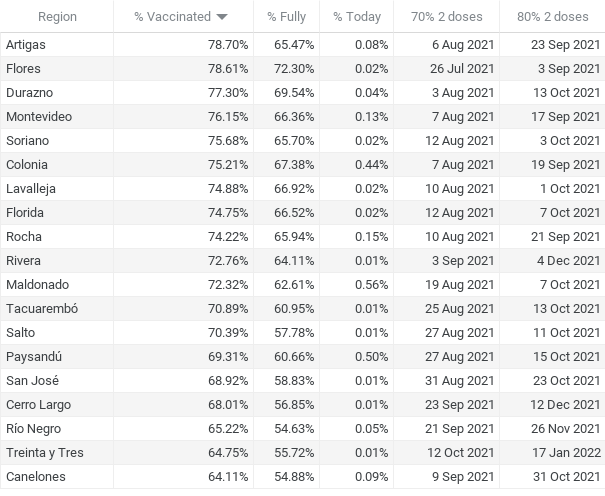 Region % Vaccinated % Fully % Today 70% 2 doses 80% 2 doses
Artigas 78.70% 65.47% 0.08% 6 Aug 2021 23 Sep 2021
Flores 78.61% 72.30% 0.02% 26 Jul 2021 3 Sep 2021
Durazno 77.30% 69.54% 0.04% 3 Aug 2021 13 Oct 2021
Montevideo 76.15% 66.36% 0.13% 7 Aug 2021 17 Sep 2021
Soriano 75.68% 65.70% 0.02% 12 Aug 2021 3 Oct 2021
Colonia 75.21% 67.38% 0.44% 7 Aug 2021 19 Sep 2021
Lavalleja 74.88% 66.92% 0.02% 10 Aug 2021 1 Oct 2021
Florida 74.75% 66.52% 0.02% 12 Aug 2021 7 Oct 2021
Rocha 74.22% 65.94% 0.15% 10 Aug 2021 21 Sep 2021
Rivera 72.76% 64.11% 0.01% 3 Sep 2021 4 Dec 2021
Maldonado 72.32% 62.61% 0.56% 19 Aug 2021 7 Oct 2021
Tacuarembó 70.89% 60.95% 0.01% 25 Aug 2021 13 Oct 2021
Salto 70.39% 57.78% 0.01% 27 Aug 2021 11 Oct 2021
Paysandú 69.31% 60.66% 0.50% 27 Aug 2021 15 Oct 2021
San José 68.92% 58.83% 0.01% 31 Aug 2021 23 Oct 2021
Cerro Largo 68.01% 56.85% 0.01% 23 Sep 2021 12 Dec 2021
Río Negro 65.22% 54.63% 0.05% 21 Sep 2021 26 Nov 2021
Treinta y Tres 64.75% 55.72% 0.01% 12 Oct 2021 17 Jan 2022
Canelones 64.11% 54.88% 0.09% 9 Sep 2021 31 Oct 2021